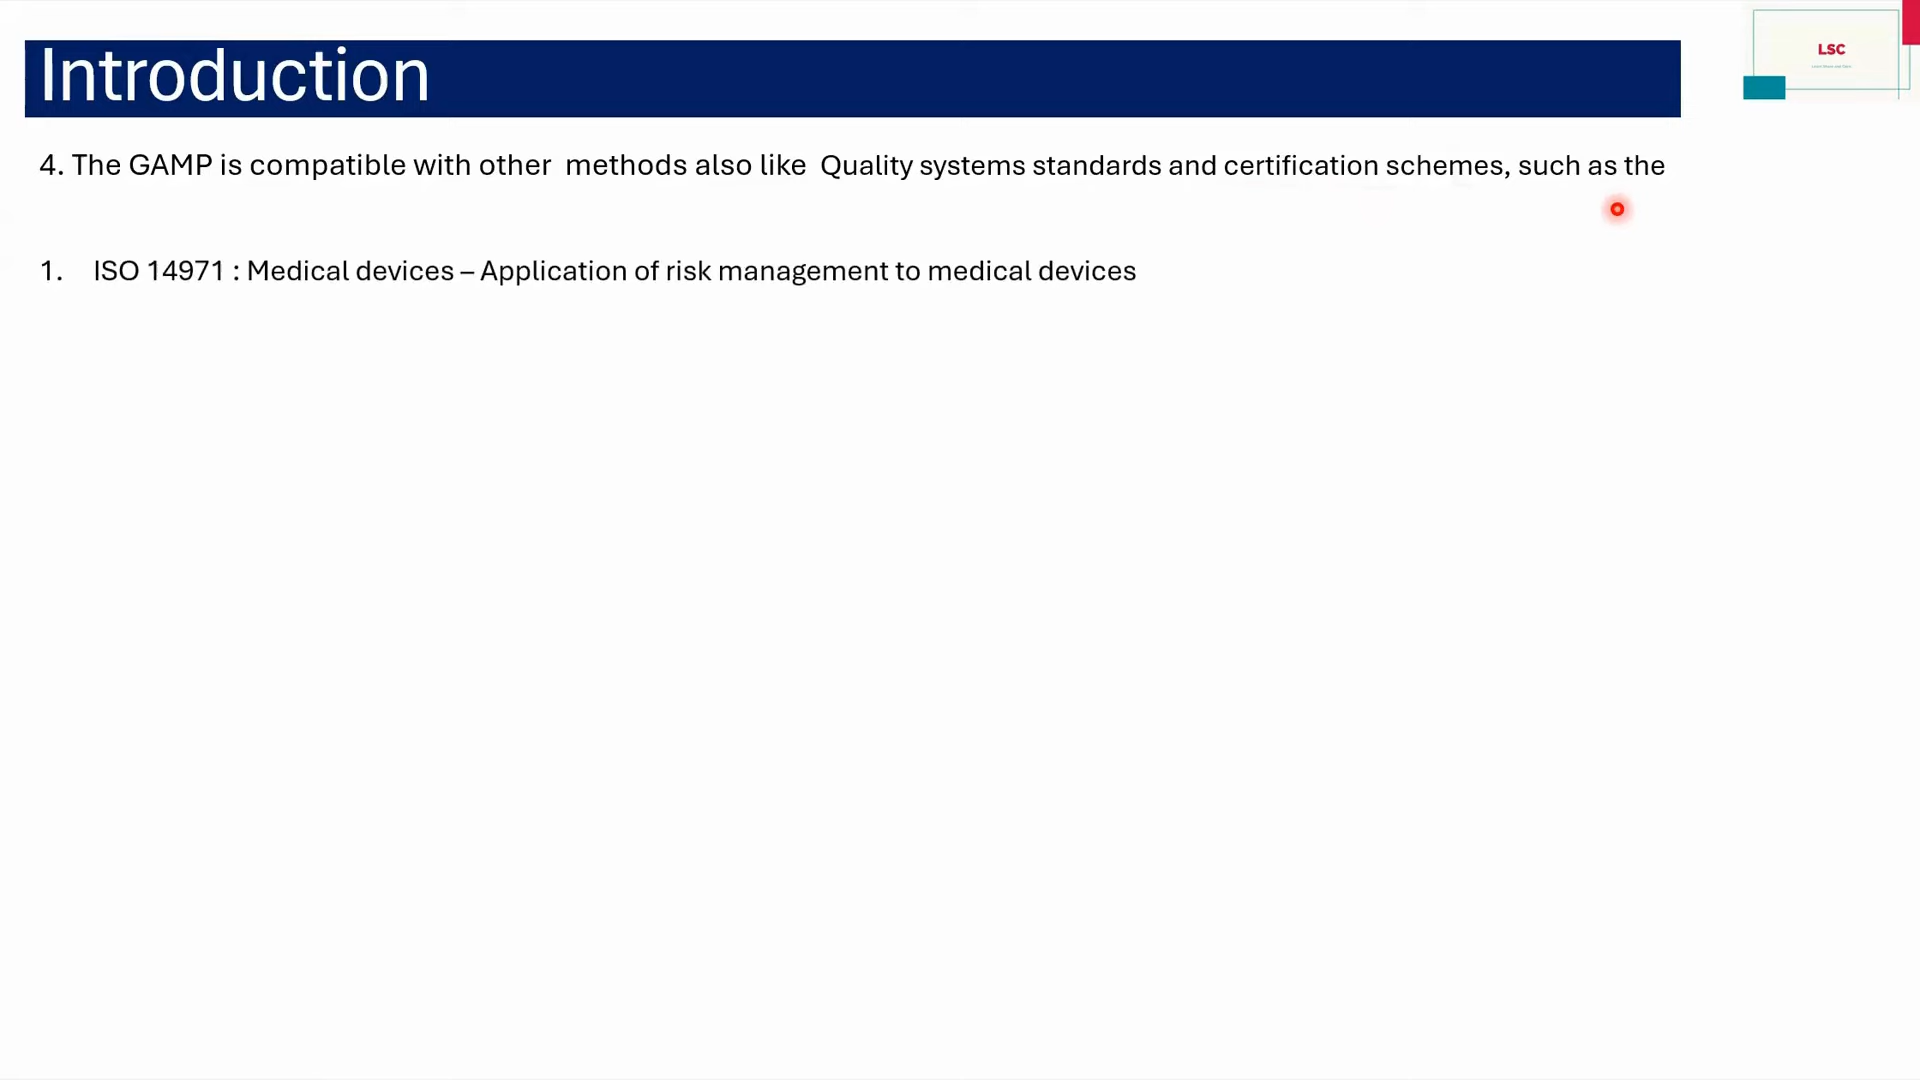 Introduction
LSC
4. The GAMP is compatible with other methods also like Quality systems standards and certification schemes, such as the
1. ISO 14971 : Medical devices – Application of risk management to medical devices